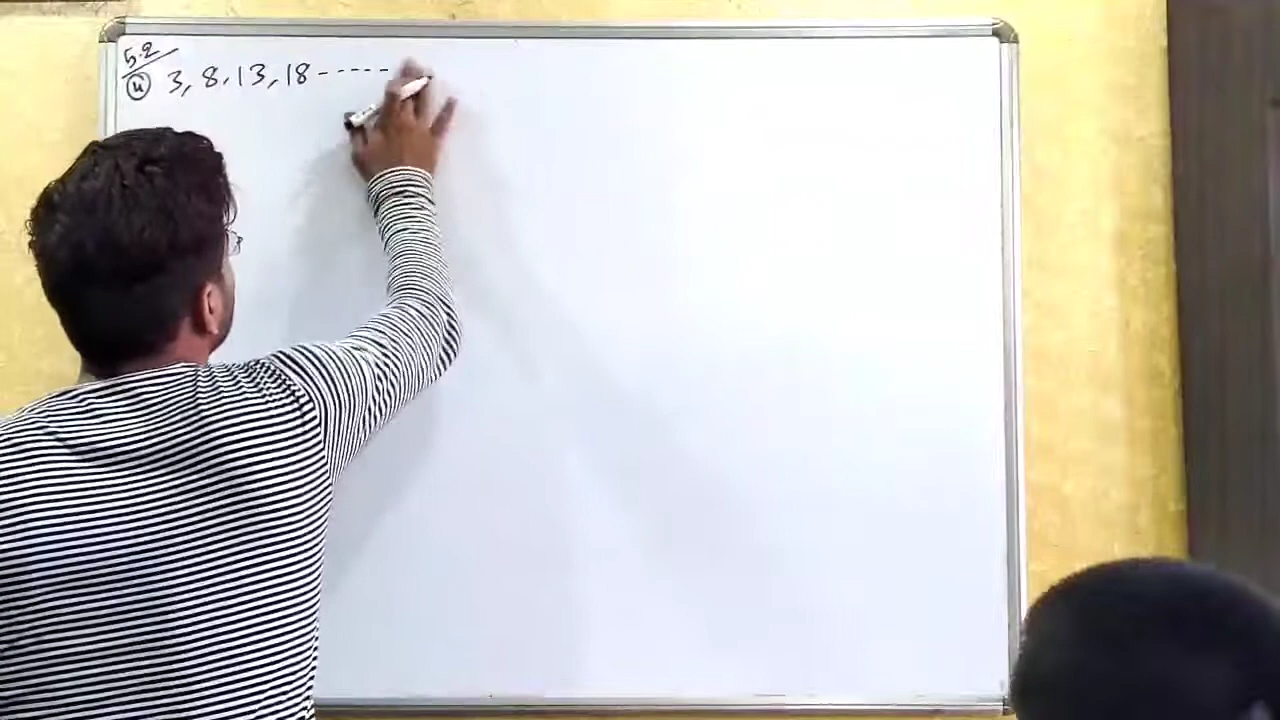 5.2
④ 3, 8, 13, 18 ------